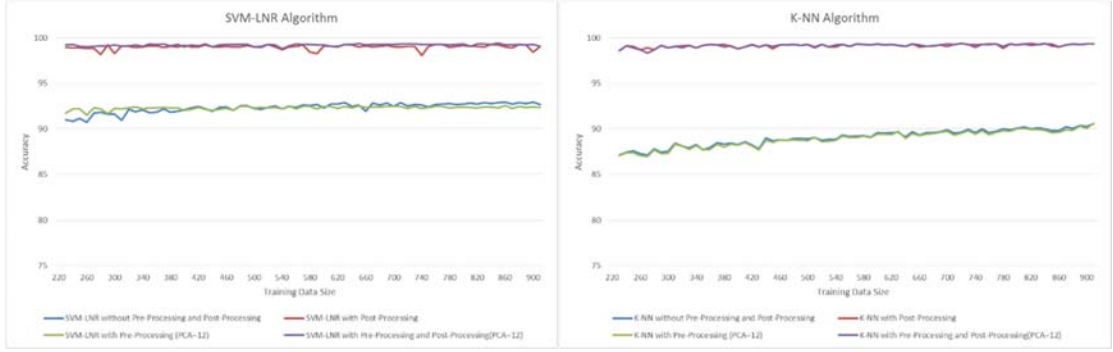 SVM-LNR Algorithm
100
95
90
85
80
75
Accuracy
220 260 300 340 380 420 460 500 540 580 620 660 700 740 780 820 860 900
Training Data Size
SVM-LNR without Pre-Processing and Post-Processing
SVM-LNR with Post-Processing
SVM-LNR with Pre-Processing (PCA–12)
SVM-LNR with Pre-Processing and Post-Processing(PCA–12)
K-NN Algorithm
100
95
90
85
80
75
Accuracy
220 260 300 340 380 420 460 500 540 580 620 660 700 740 780 820 860 900
Training Data Size
K-NN without Pre-Processing and Post-Processing
K-NN with Post-Processing
K-NN with Pre-Processing (PCA–12)
K-NN with Pre-Processing and Post-Processing(PCA–12)